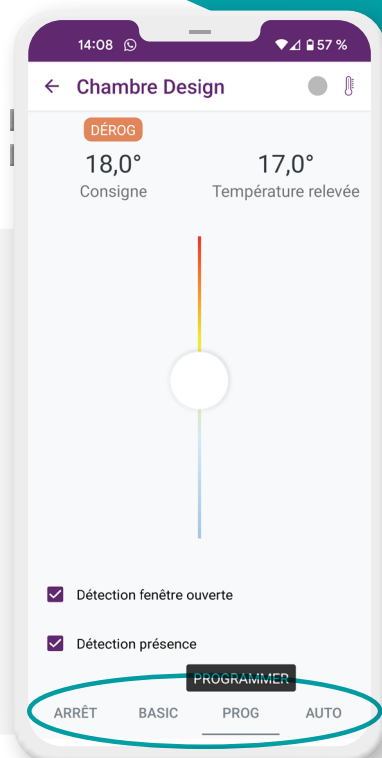 14:08 57 %
Chambre Design
DÉROG
18,0° 17,0°
Consigne Température relevée
Détection fenêtre ouverte
Détection présence
PROGRAMMER
ARRÊT BASIC PROG AUTO